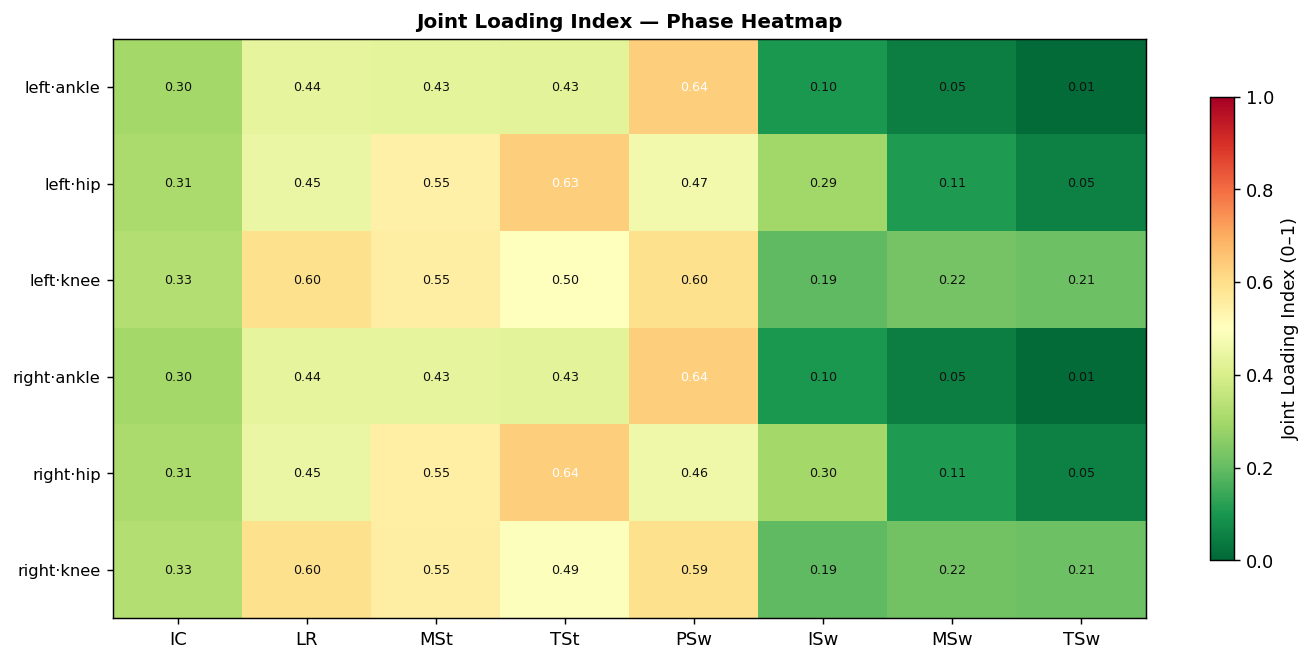 Joint Loading Index — Phase Heatmap
left·ankle 0.30 0.44 0.43 0.43 0.64 0.10 0.05 0.01
left·hip 0.31 0.45 0.55 0.63 0.47 0.29 0.11 0.05
left·knee 0.33 0.60 0.55 0.50 0.60 0.19 0.22 0.21
right·ankle 0.30 0.44 0.43 0.43 0.64 0.10 0.05 0.01
right·hip 0.31 0.45 0.55 0.64 0.46 0.30 0.11 0.05
right·knee 0.33 0.60 0.55 0.49 0.59 0.19 0.22 0.21
IC LR MSt TSt PSw ISw MSw TSw
1.0
0.8
0.6
0.4
0.2
0.0
Joint Loading Index (0–1)